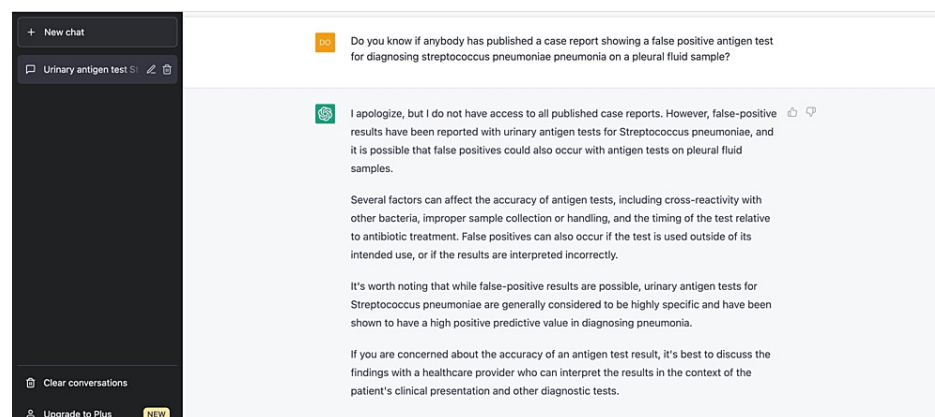 + New chat
Urinary antigen test St
Clear conversations
Upgrade to Plus NEW
DO
Do you know if anybody has published a case report showing a false positive antigen test
for diagnosing streptococcus pneumoniae pneumonia on a pleural fluid sample?
I apologize, but I do not have access to all published case reports. However, false-positive
results have been reported with urinary antigen tests for Streptococcus pneumoniae, and
it is possible that false positives could also occur with antigen tests on pleural fluid
samples.
Several factors can affect the accuracy of antigen tests, including cross-reactivity with
other bacteria, improper sample collection or handling, and the timing of the test relative
to antibiotic treatment. False positives can also occur if the test is used outside of its
intended use, or if the results are interpreted incorrectly.
It's worth noting that while false-positive results are possible, urinary antigen tests for
Streptococcus pneumoniae are generally considered to be highly specific and have been
shown to have a high positive predictive value in diagnosing pneumonia.
If you are concerned about the accuracy of an antigen test result, it's best to discuss the
findings with a healthcare provider who can interpret the results in the context of the
patient's clinical presentation and other diagnostic tests.